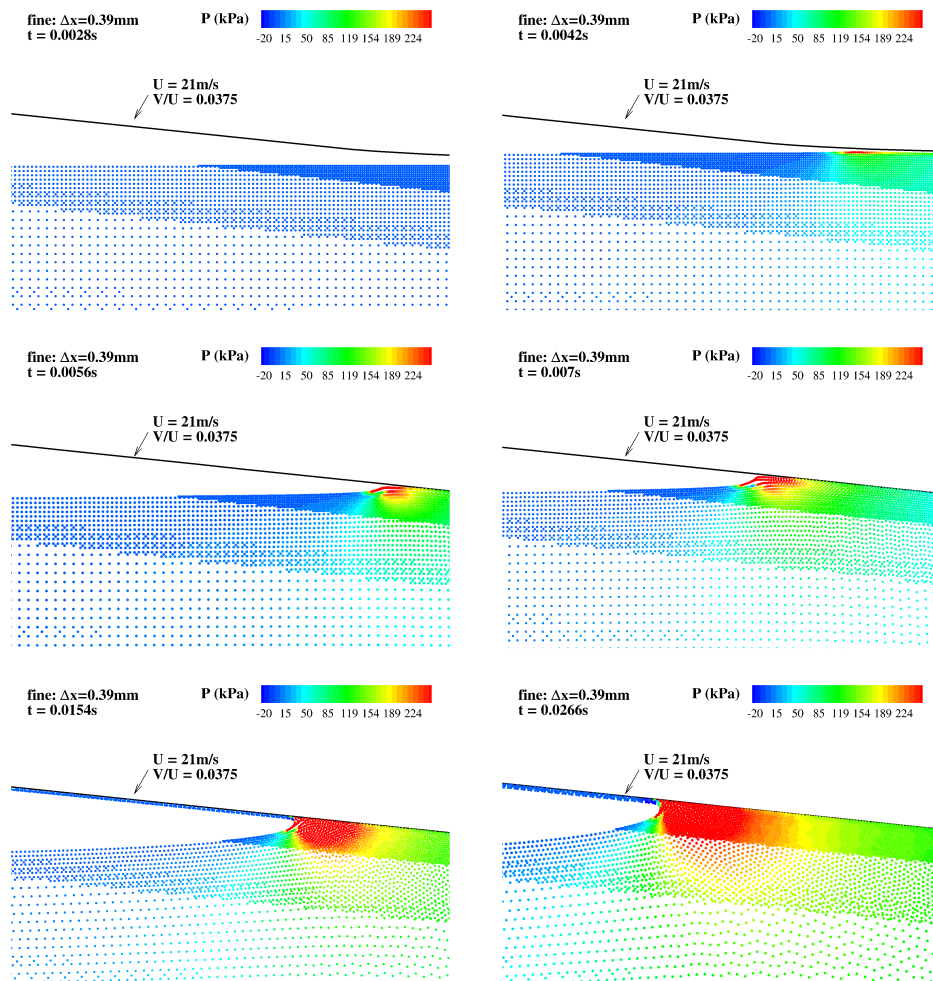 fine: Δx=0.39mm P (kPa)
t = 0.0028s -20 15 50 85 119 154 189 224
U = 21m/s
V/U = 0.0375
fine: Δx=0.39mm P (kPa)
t = 0.0042s -20 15 50 85 119 154 189 224
U = 21m/s
V/U = 0.0375
fine: Δx=0.39mm P (kPa)
t = 0.0056s -20 15 50 85 119 154 189 224
U = 21m/s
V/U = 0.0375
fine: Δx=0.39mm P (kPa)
t = 0.007s -20 15 50 85 119 154 189 224
U = 21m/s
V/U = 0.0375
fine: Δx=0.39mm P (kPa)
t = 0.0154s -20 15 50 85 119 154 189 224
U = 21m/s
V/U = 0.0375
fine: Δx=0.39mm P (kPa)
t = 0.0266s -20 15 50 85 119 154 189 224
U = 21m/s
V/U = 0.0375